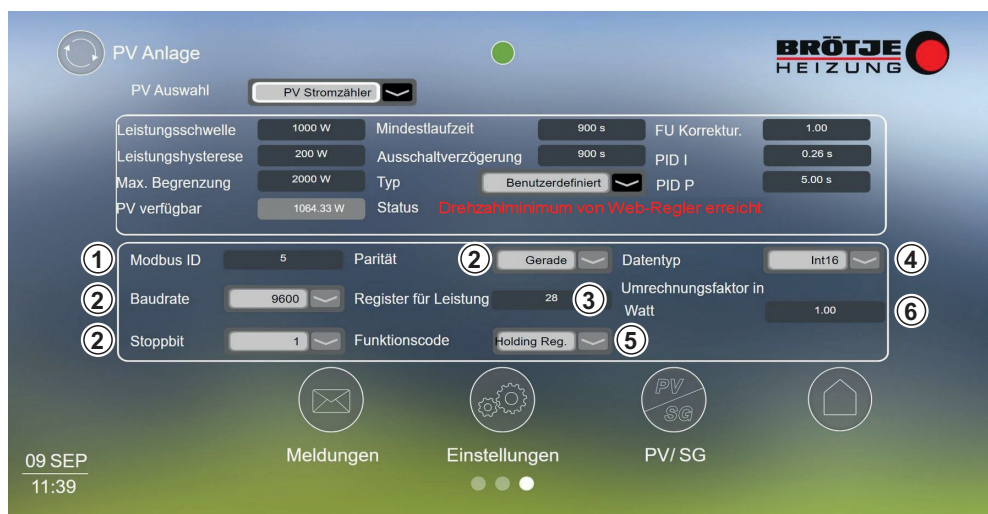 PV Anlage
BRÖTJE
HEIZUNG
PV Auswahl PV Stromzähler
Leistungsschwelle 1000 W Mindestlaufzeit 900 s FU Korrektur. 1.00
Leistungshysterese 200 W Ausschaltverzögerung 900 s PID I 0.26 s
Max. Begrenzung 2000 W Typ Benutzerdefiniert PID P 5.00 s
PV verfügbar 1064.33 W Status Drehzahlminimum von Web-Regler erreicht
1 Modbus ID 5 Parität 2 Gerade Datentyp Int16 4
2 Baudrate 9600 Register für Leistung 28 3 Umrechnungsfaktor in
Watt 1.00 6
2 Stoppbit 1 Funktionscode Holding Reg. 5
PV
SG
Meldungen Einstellungen PV/ SG
09 SEP
11:39